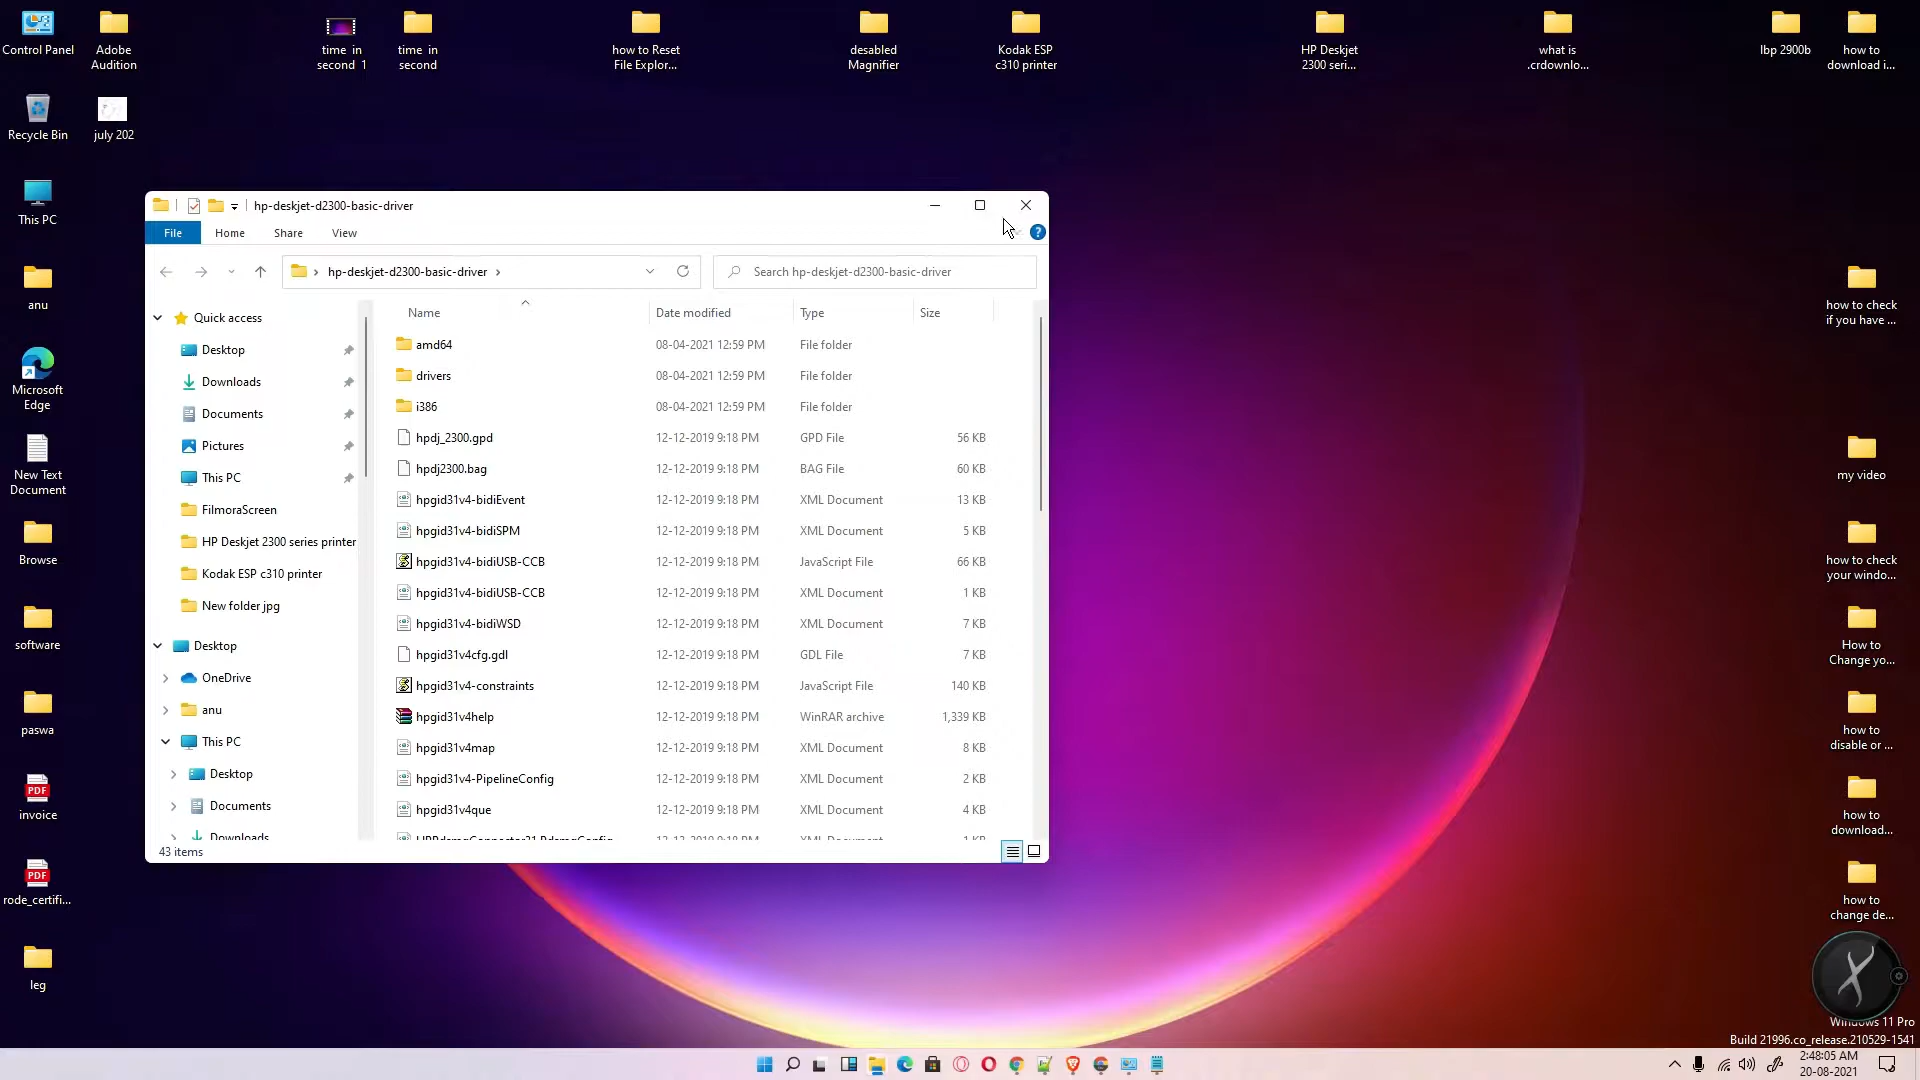 Control Panel
Adobe
Audition
time in
second 1
time in
second
how to Reset
File Explor...
desabled
Magnifier
Kodak ESP
c310 printer
HP Deskjet
2300 seri...
what is
.crdownlo...
lbp 2900b
how to
download i...
Recycle Bin
july 202
This PC
anu
Microsoft
Edge
New Text
Document
Browse
software
paswa
PDF
invoice
PDF
rode_certifi...
leg
hp-deskjet-d2300-basic-driver
File
Home
Share
View
hp-deskjet-d2300-basic-driver
Search hp-deskjet-d2300-basic-driver
Quick access
Desktop
Downloads
Documents
Pictures
This PC
FilmoraScreen
HP Deskjet 2300 series printer
Kodak ESP c310 printer
New folder jpg
Desktop
OneDrive
anu
This PC
Desktop
Documents
Downloads
Name Date modified Type Size
amd64 08-04-2021 12:59 PM File folder
drivers 08-04-2021 12:59 PM File folder
i386 08-04-2021 12:59 PM File folder
hpdj_2300.gpd 12-12-2019 9:18 PM GPD File 56 KB
hpdj2300.bag 12-12-2019 9:18 PM BAG File 60 KB
hpgid31v4-bidiEvent 12-12-2019 9:18 PM XML Document 13 KB
hpgid31v4-bidiSPM 12-12-2019 9:18 PM XML Document 5 KB
hpgid31v4-bidiUSB-CCB 12-12-2019 9:18 PM JavaScript File 66 KB
hpgid31v4-bidiUSB-CCB 12-12-2019 9:18 PM XML Document 1 KB
hpgid31v4-bidiWSD 12-12-2019 9:18 PM XML Document 7 KB
hpgid31v4cfg.gdl 12-12-2019 9:18 PM GDL File 7 KB
hpgid31v4-constraints 12-12-2019 9:18 PM JavaScript File 140 KB
hpgid31v4help 12-12-2019 9:18 PM WinRAR archive 1,339 KB
hpgid31v4map 12-12-2019 9:18 PM XML Document 8 KB
hpgid31v4-PipelineConfig 12-12-2019 9:18 PM XML Document 2 KB
hpgid31v4que 12-12-2019 9:18 PM XML Document 4 KB
12-12-2019 9:18 PM XML Document 1 KB
43 items
how to check
if you have ...
my video
how to check
your windo...
How to
Change yo...
how to
disable or ...
how to
download...
how to
change de...
Windows 11 Pro
Build 21996.co_release.210529-1541
2:48:05 AM
20-08-2021